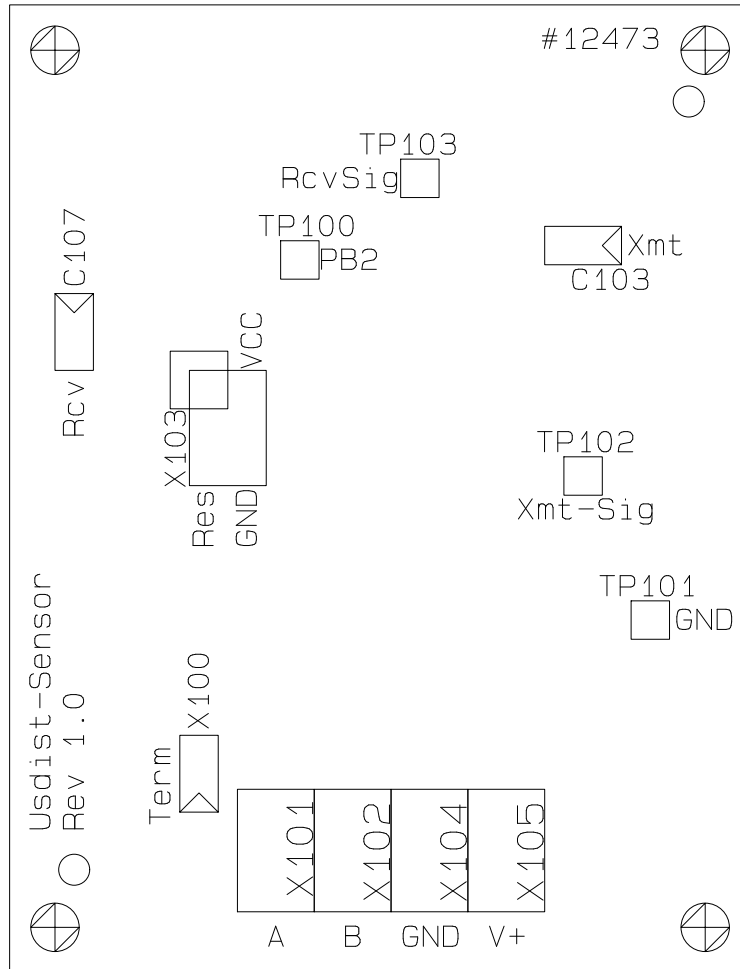 #12473
TP103
RcvSig
TP100
PB2
C107
Rcv
Xmt
C103
VCC
X103
Res
GND
TP102
Xmt-Sig
TP101
GND
Usdist-Sensor
Rev 1.0
X100
Term
X101
X102
X104
X105
A B GND V+